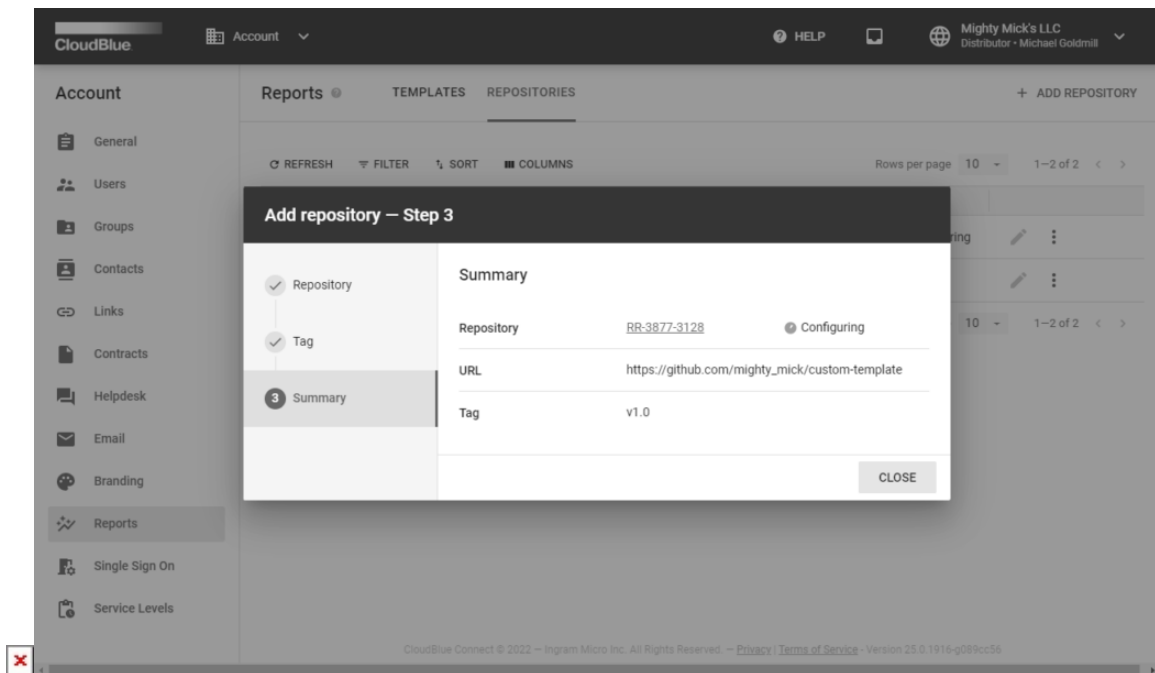 CloudBlue
Account
HELP
Mighty Mick's LLC
Distributor • Michael Goldmill
Account
General
Users
Groups
Contacts
Links
Contracts
Helpdesk
Email
Branding
Reports
Single Sign On
Service Levels
Reports
TEMPLATES REPOSITORIES
+ ADD REPOSITORY
REFRESH FILTER SORT COLUMNS
Rows per page 10 1–2 of 2
ring
10 1–2 of 2
Add repository — Step 3
Repository
Tag
3 Summary
Summary
Repository RR-3877-3128 Configuring
URL https://github.com/mighty_mick/custom-template
Tag v1.0
CLOSE
CloudBlue Connect © 2022 — Ingram Micro Inc. All Rights Reserved. — Privacy | Terms of Service - Version 25.0.1916-g089cc56